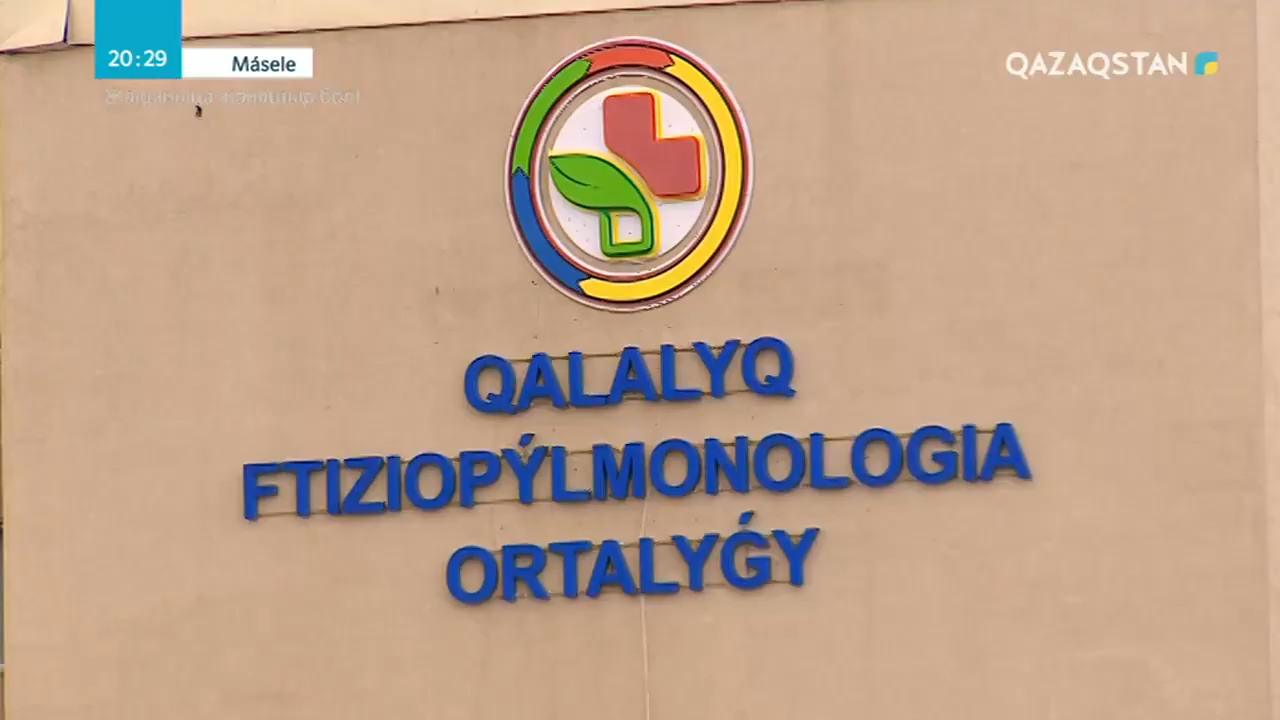 20:29
Másele
QAZAQSTAN
QALALYQ
FTIZIOPÝLMONOLOGIA
ORTALYǴY